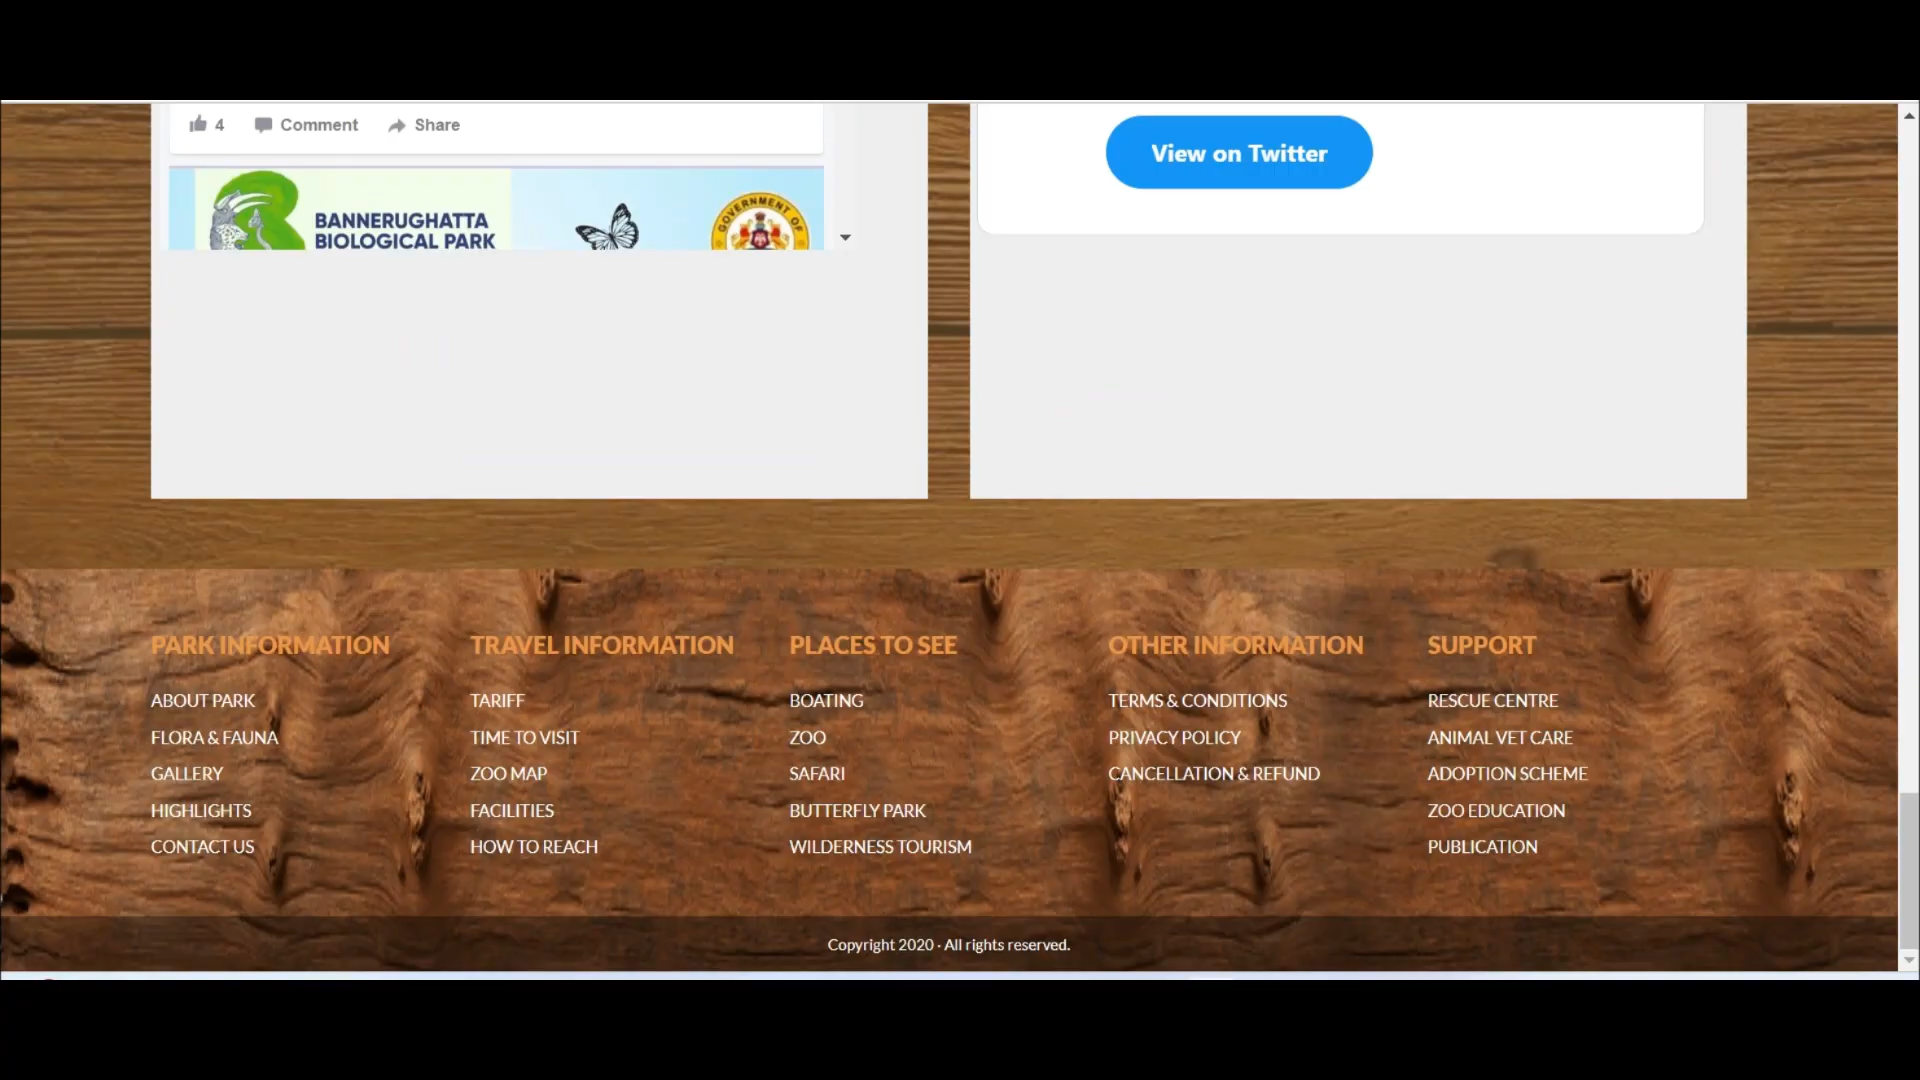 4 Comment Share
View on Twitter
BANNERUGHATTA
BIOLOGICAL PARK
GOVERNMENT OF
PARK INFORMATION
ABOUT PARK
FLORA & FAUNA
GALLERY
HIGHLIGHTS
CONTACT US
TRAVEL INFORMATION
TARIFF
TIME TO VISIT
ZOO MAP
FACILITIES
HOW TO REACH
PLACES TO SEE
BOATING
ZOO
SAFARI
BUTTERFLY PARK
WILDERNESS TOURISM
OTHER INFORMATION
TERMS & CONDITIONS
PRIVACY POLICY
CANCELLATION & REFUND
SUPPORT
RESCUE CENTRE
ANIMAL VET CARE
ADOPTION SCHEME
ZOO EDUCATION
PUBLICATION
Copyright 2020 · All rights reserved.